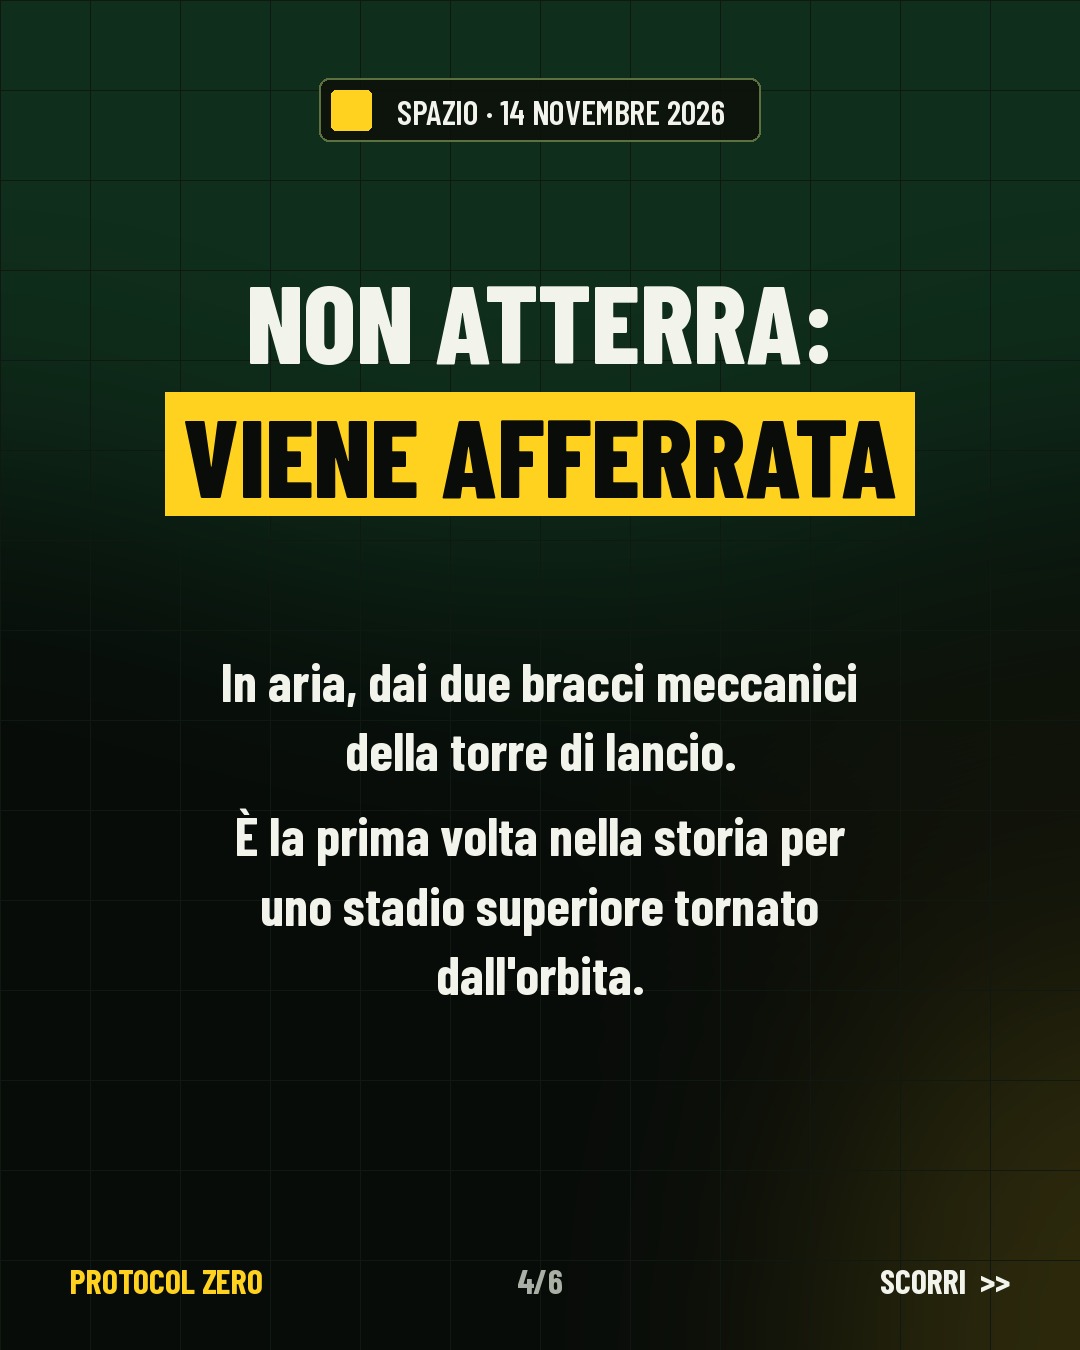 SPAZIO · 14 NOVEMBRE 2026
NON ATTERRA:
VIENE AFFERRATA
In aria, dai due bracci meccanici
della torre di lancio.
È la prima volta nella storia per
uno stadio superiore tornato
dall'orbita.
PROTOCOL ZERO
4/6
SCORRI >>